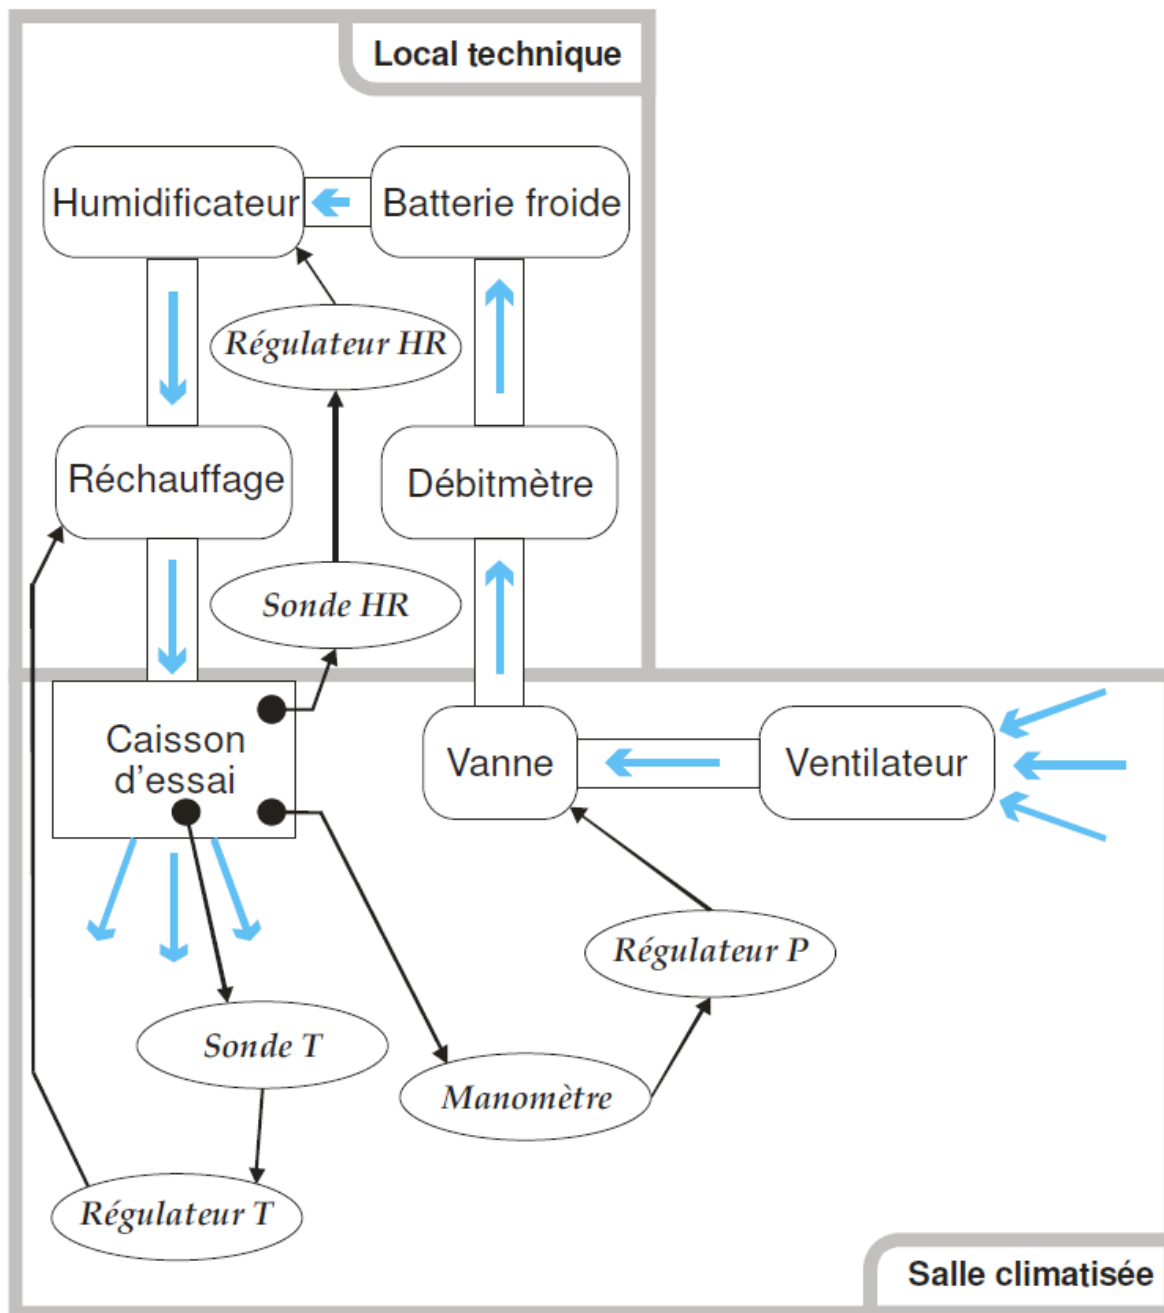 Local technique
Humidificateur
Batterie froide
Régulateur HR
Réchauffage
Débitmètre
Sonde HR
Caisson
d'essai
Vanne
Ventilateur
Régulateur P
Sonde T
Manomètre
Régulateur T
Salle climatisée